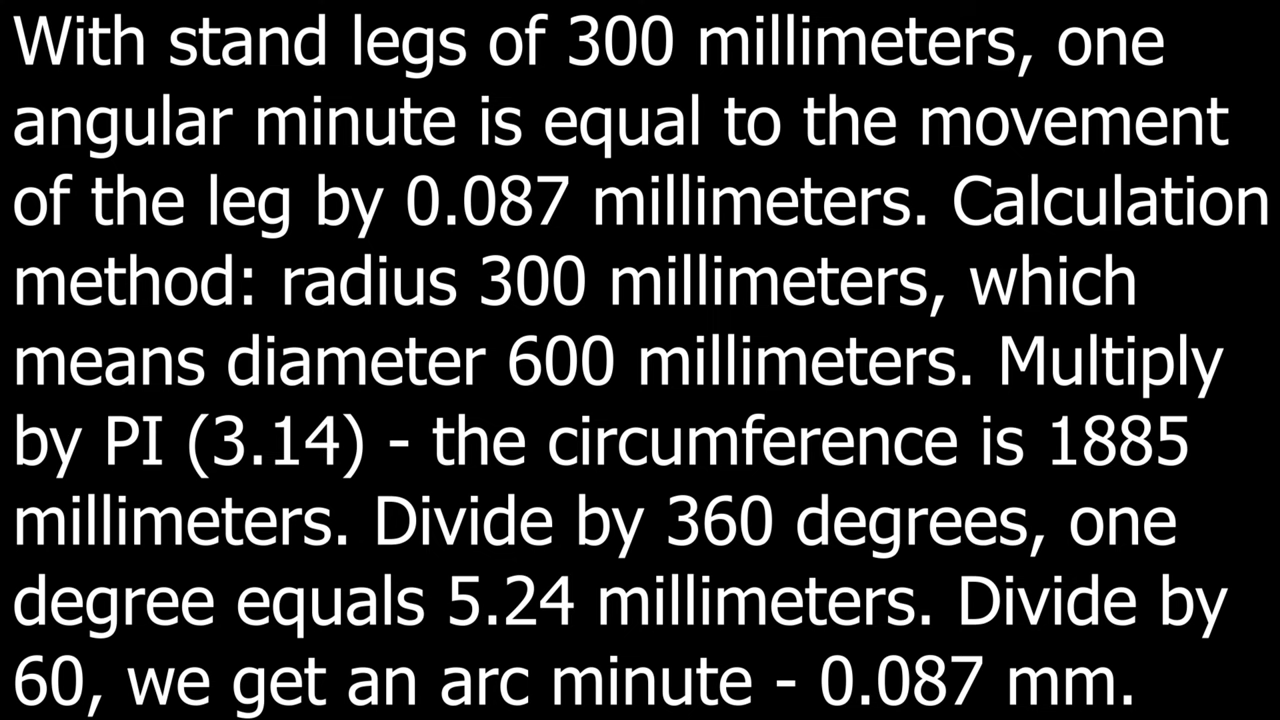 With stand legs of 300 millimeters, one
angular minute is equal to the movement
of the leg by 0.087 millimeters. Calculation
method: radius 300 millimeters, which
means diameter 600 millimeters. Multiply
by PI (3.14) - the circumference is 1885
millimeters. Divide by 360 degrees, one
degree equals 5.24 millimeters. Divide by
60, we get an arc minute - 0.087 mm.